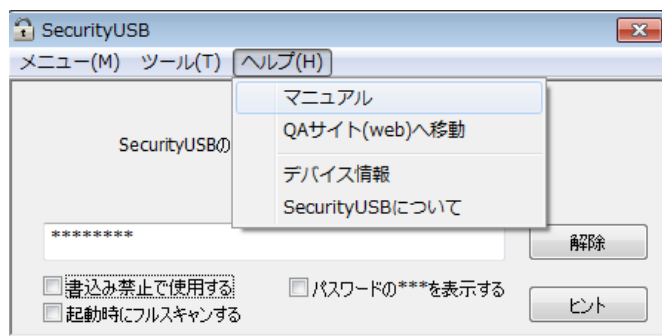 SecurityUSB
メニュー(M) ツール(T) ヘルプ(H)
マニュアル
QAサイト(web)へ移動
SecurityUSBの
デバイス情報
SecurityUSBについて
********
解除
書込み禁止で使用する
パスワードの***を表示する
起動時にフルスキャンする
ヒント